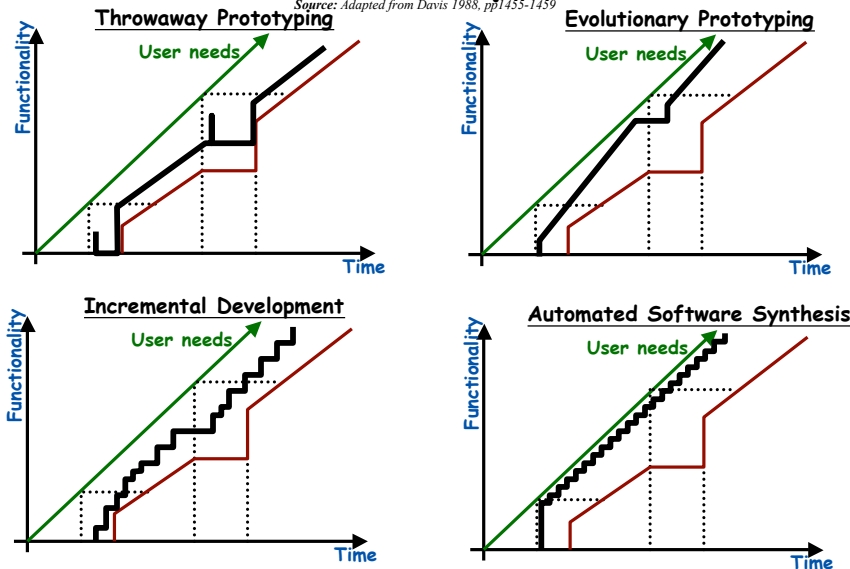 Source: Adapted from Davis 1988, pp1455-1459
Throwaway Prototyping
User needs
Functionality
Time
Evolutionary Prototyping
User needs
Functionality
Time
Incremental Development
User needs
Functionality
Time
Automated Software Synthesis
User needs
Functionality
Time